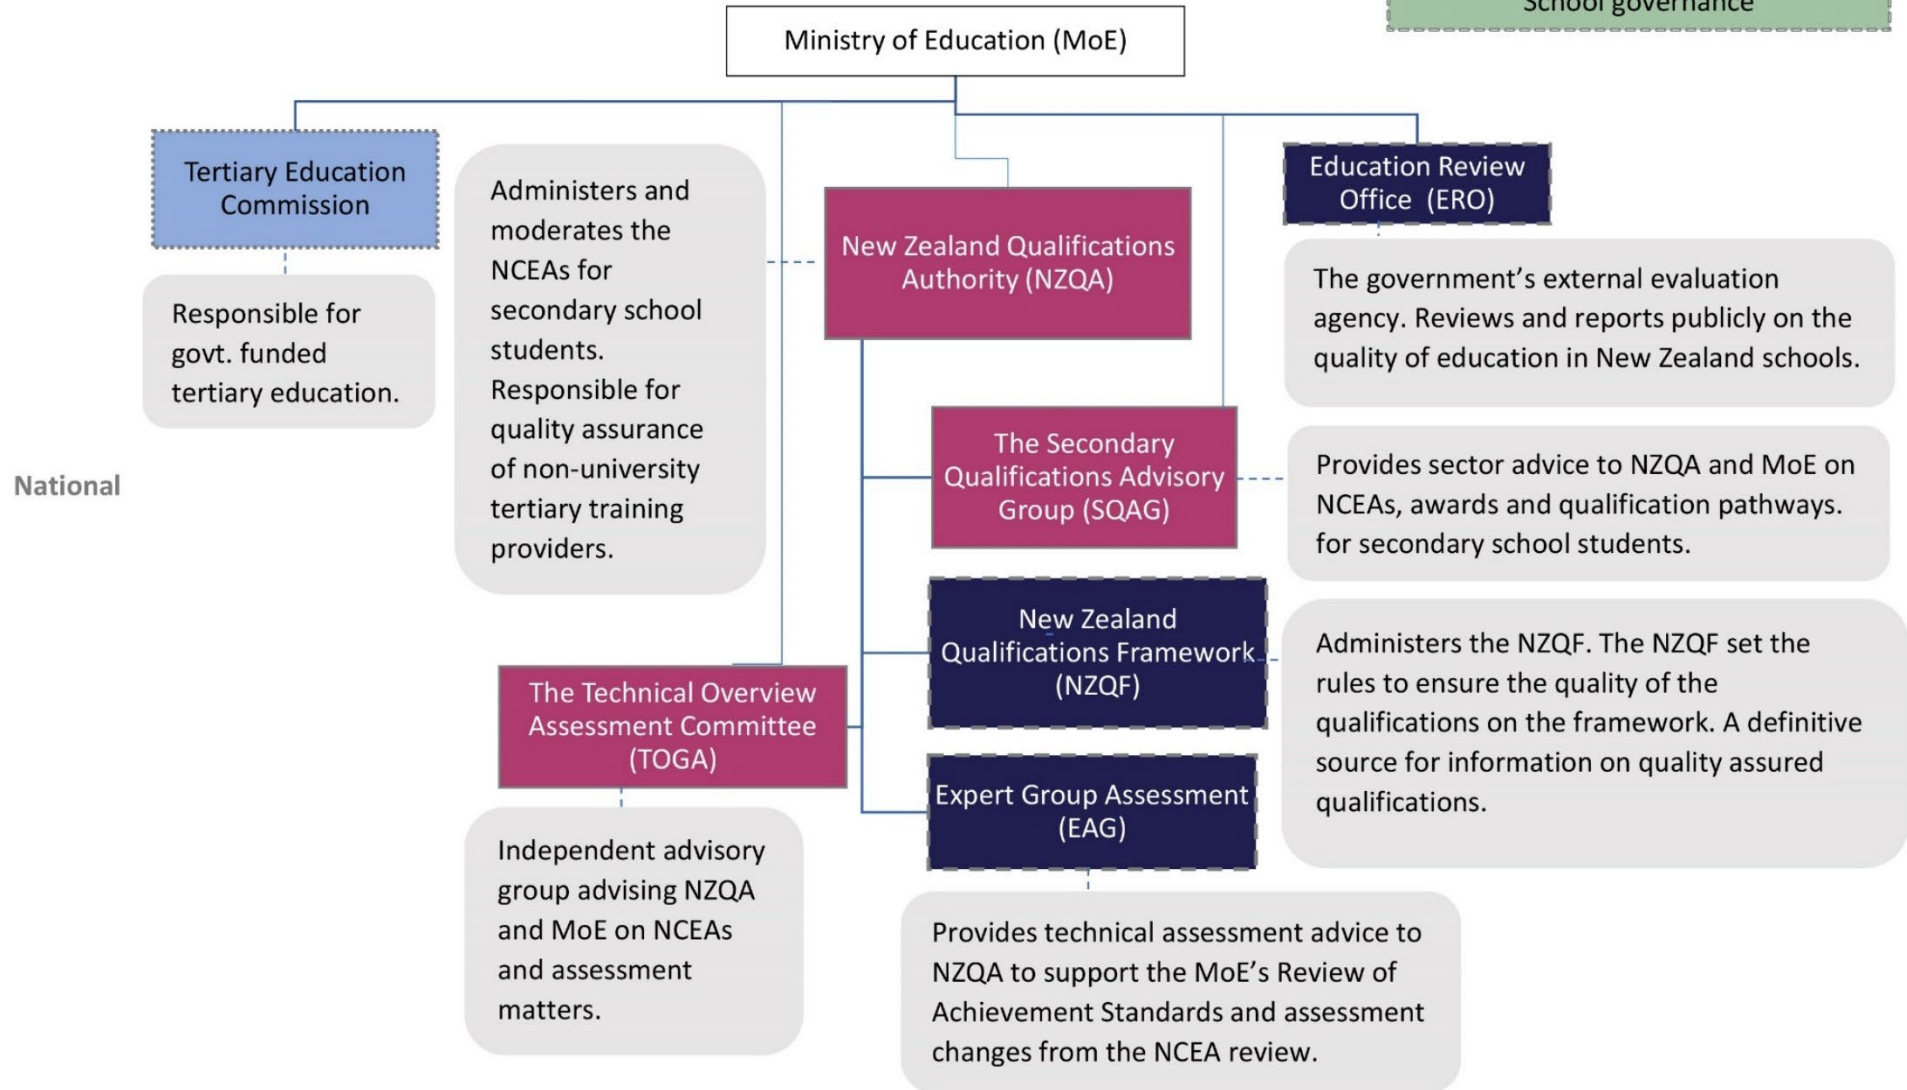 School governance
Ministry of Education (MoE)
Tertiary Education
Commission
Responsible for
govt. funded
tertiary education.
Administers and
moderates the
NCEAs for
secondary school
students.
Responsible for
quality assurance
of non-university
tertiary training
providers.
New Zealand Qualifications
Authority (NZQA)
Education Review
Office (ERO)
The government’s external evaluation
agency. Reviews and reports publicly on the
quality of education in New Zealand schools.
National
The Secondary
Qualifications Advisory
Group (SQAG)
Provides sector advice to NZQA and MoE on
NCEAs, awards and qualification pathways.
for secondary school students.
New Zealand
Qualifications Framework
(NZQF)
Administers the NZQF. The NZQF set the
rules to ensure the quality of the
qualifications on the framework. A definitive
source for information on quality assured
qualifications.
The Technical Overview
Assessment Committee
(TOGA)
Independent advisory
group advising NZQA
and MoE on NCEAs
and assessment
matters.
Expert Group Assessment
(EAG)
Provides technical assessment advice to
NZQA to support the MoE’s Review of
Achievement Standards and assessment
changes from the NCEA review.